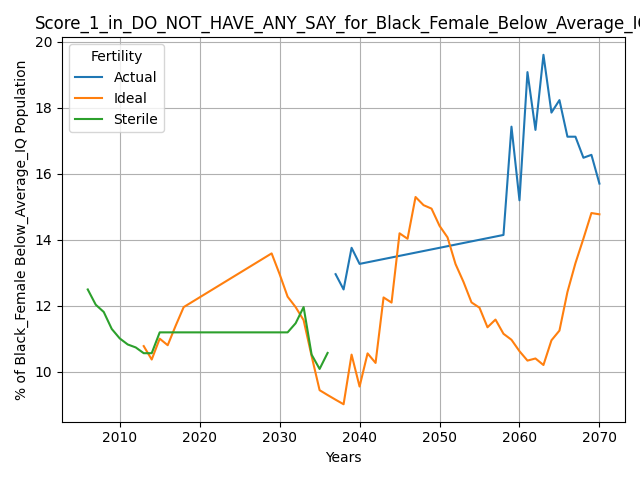 Score_1_in_DO_NOT_HAVE_ANY_SAY_for_Black_Female_Below_Average_IQ
Fertility
Actual
Ideal
Sterile
% of Black_Female Below_Average_IQ Population
20
18
16
14
12
10
2010 2020 2030 2040 2050 2060 2070
Years